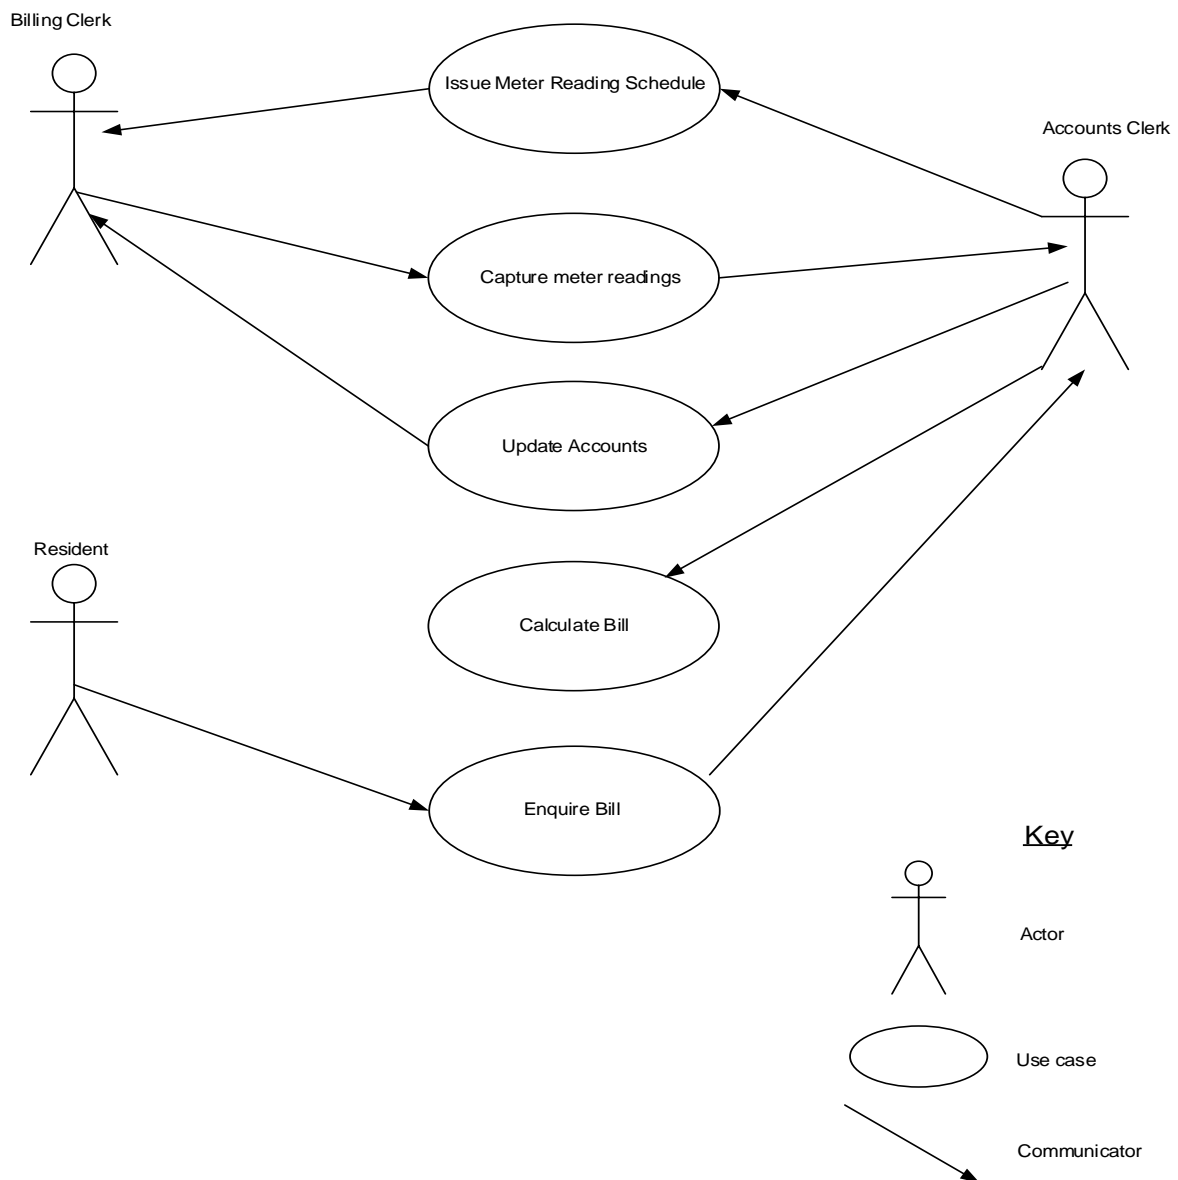 Billing Clerk
Issue Meter Reading Schedule
Accounts Clerk
Capture meter readings
Update Accounts
Resident
Calculate Bill
Enquire Bill
Key
Actor
Use case
Communicator